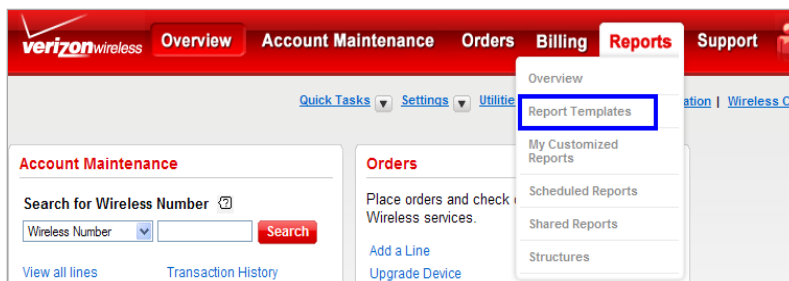 verizonwireless Overview Account Maintenance Orders Billing Reports Support
Overview
Report Templates
My Customized
Reports
Scheduled Reports
Shared Reports
Structures
Quick Tasks Settings Utilitie ation | Wireless C
Account Maintenance
Search for Wireless Number
Wireless Number Search
View all lines Transaction History
Orders
Place orders and check
Wireless services.
Add a Line
Upgrade Device